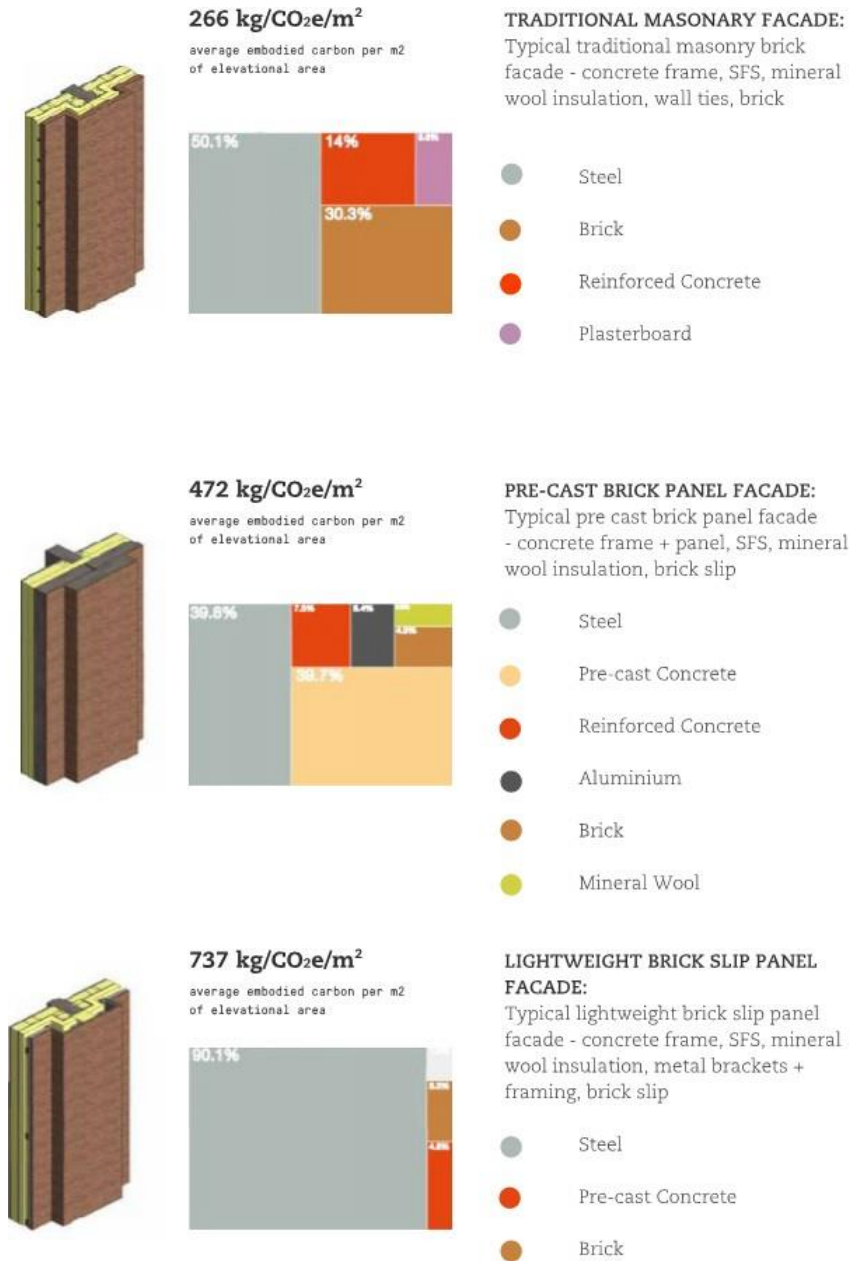 266 kg/CO2e/m²
average embodied carbon per m2
of elevational area
50.1%
14%
30.3%
TRADITIONAL MASONARY FACADE:
Typical traditional masonry brick
facade - concrete frame, SFS, mineral
wool insulation, wall ties, brick
Steel
Brick
Reinforced Concrete
Plasterboard
472 kg/CO2e/m²
average embodied carbon per m2
of elevational area
39.8%
38.7%
PRE-CAST BRICK PANEL FACADE:
Typical pre cast brick panel facade
- concrete frame + panel, SFS, mineral
wool insulation, brick slip
Steel
Pre-cast Concrete
Reinforced Concrete
Aluminium
Brick
Mineral Wool
737 kg/CO2e/m²
average embodied carbon per m2
of elevational area
90.1%
LIGHTWEIGHT BRICK SLIP PANEL
FACADE:
Typical lightweight brick slip panel
facade - concrete frame, SFS, mineral
wool insulation, metal brackets +
framing, brick slip
Steel
Pre-cast Concrete
Brick